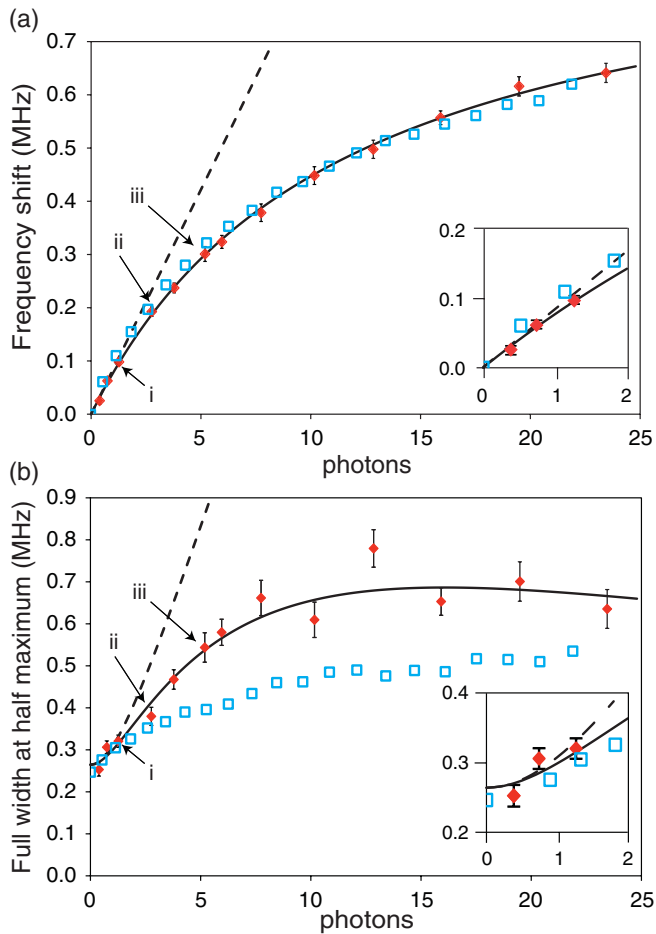 (a)
0.7
0.6
0.5
0.4
0.3
0.2
0.1
0.0
Frequency shift (MHz)
iii
ii
i
0.2
0.1
0.0
0 1 2
0 5 10 15 20 25
photons
(b)
0.9
0.8
0.7
0.6
0.5
0.4
0.3
0.2
0.1
0.0
Full width at half maximum (MHz)
iii
ii
i
0.4
0.3
0.2
0 1 2
0 5 10 15 20 25
photons